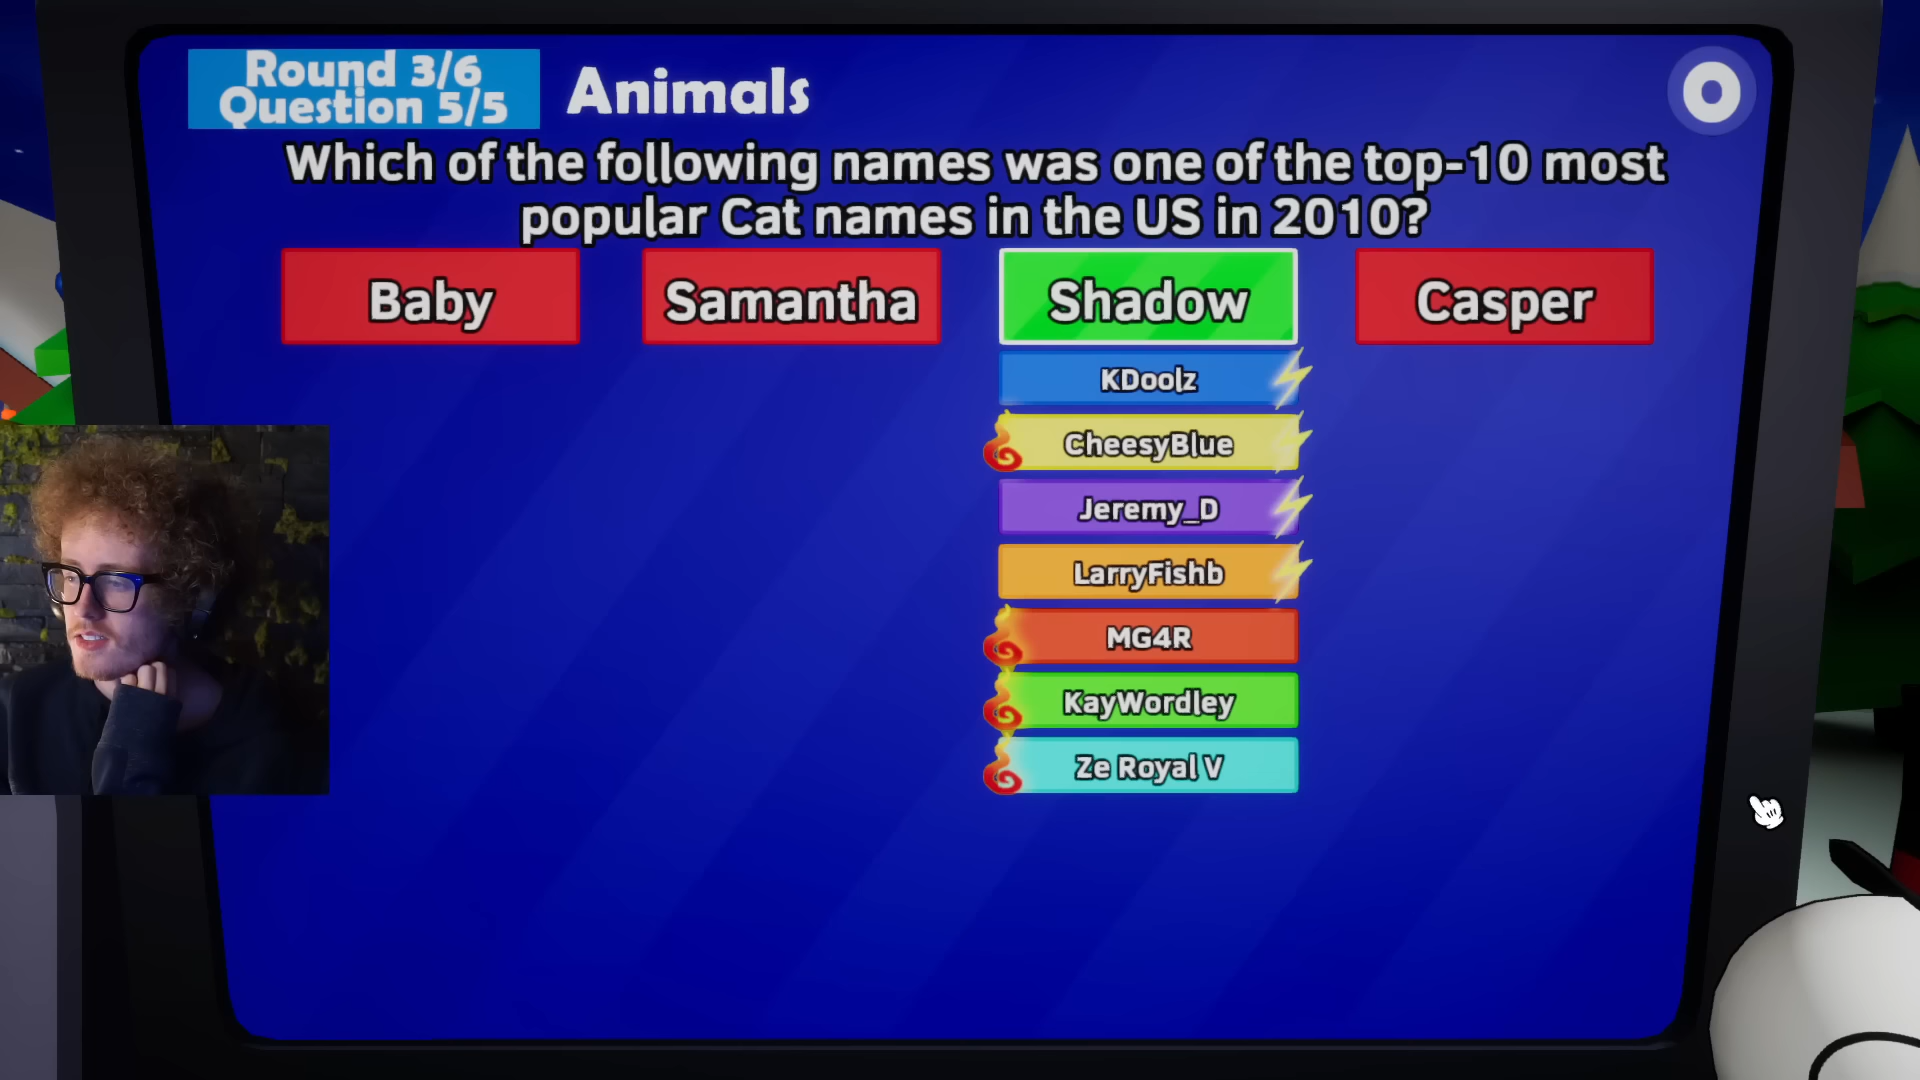 Round 3/6
Question 5/5
Animals
0
Which of the following names was one of the top-10 most
popular Cat names in the US in 2010?
Baby
Samantha
Shadow
Casper
KDoolz
CheesyBlue
Jeremy_D
LarryFishb
MG4R
KayWordley
Ze Royal V